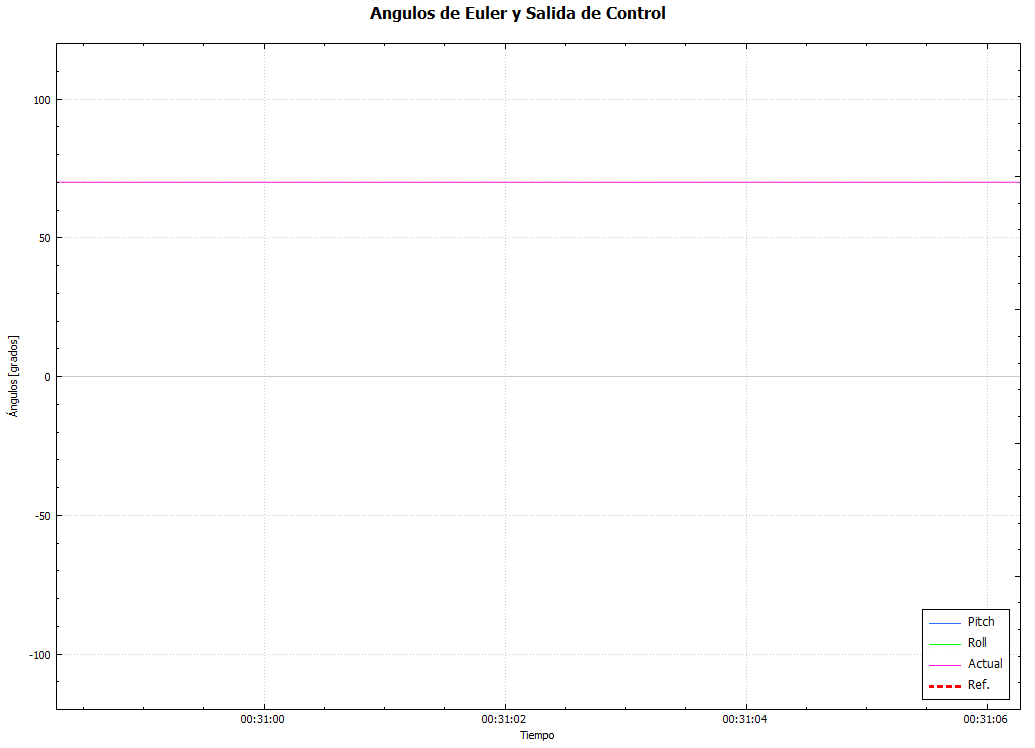 Angulos de Euler y Salida de Control
100
50
0
-50
-100
Ángulos [grados]
00:31:00
00:31:02
00:31:04
00:31:06
Tiempo
Pitch
Roll
Actual
Ref.